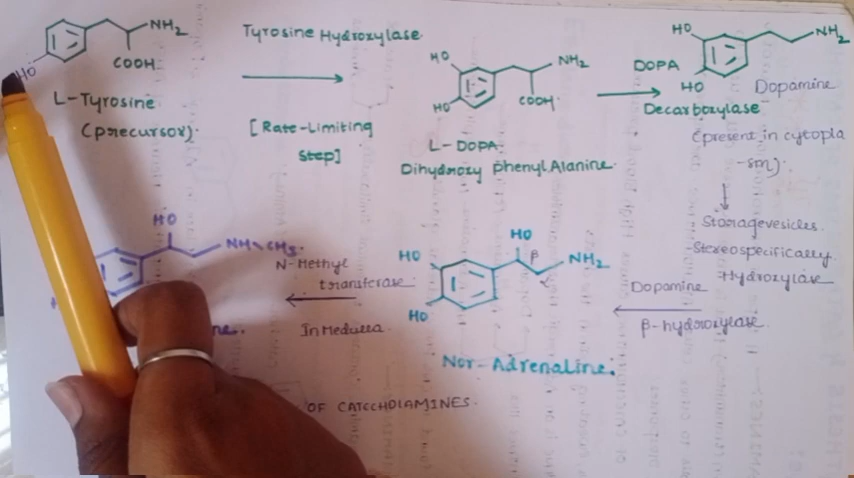 NH₂
COOH
HO
L-Tyrosine
(precursor).
Tyrosine Hydroxylase
[Rate-Limiting
Step]
HO
NH₂
HO
COOH
L-DOPA
Dihydroxy phenylAlanine.
DOPA
Decarboxylase
HO
NH₂
HO
Dopamine
(present in cytopla
-sm).
Storagevesicles.
-Stereospecifically.
Hydroxylase
Dopamine
β-hydroxylase.
HO
HO
β
α
NH₂
HO
Nor-Adrenaline.
N-Methyl
transferase.
In Medulla.
HO
NH
CH₃.
ne.
OF CATECHOLAMINES.